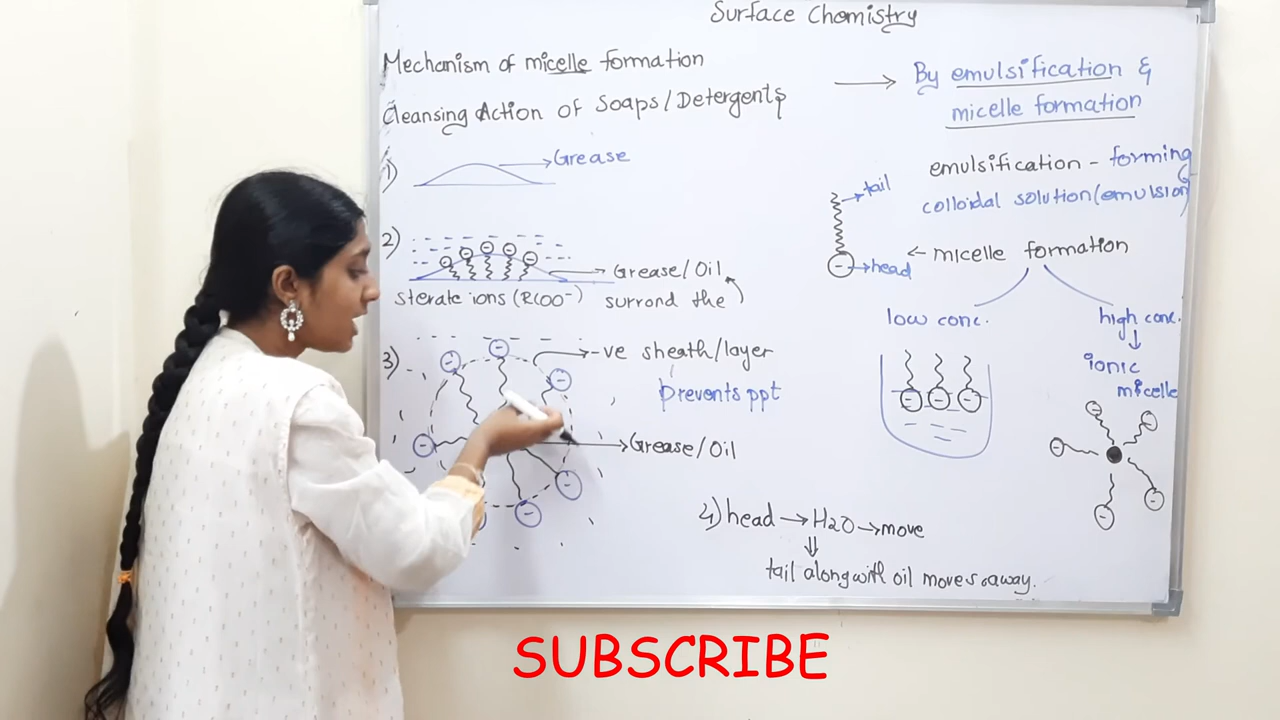 Surface Chemistry
Mechanism of micelle formation
Cleansing Action of Soaps/Detergents
→ By emulsification &
micelle formation
1)
→Grease
emulsification - forming
colloidal solution(emulsion)
→tail
→head
← micelle formation
low conc.
high conc.
↓
ionic
micelle
2)
→ Grease/Oil
sterate ions (RCOO⁻) surrond the
3)
→-ve sheath/layer
prevents ppt
→Grease/Oil
4) head → H2O → move
⇓
tail along with oil moves away.
SUBSCRIBE